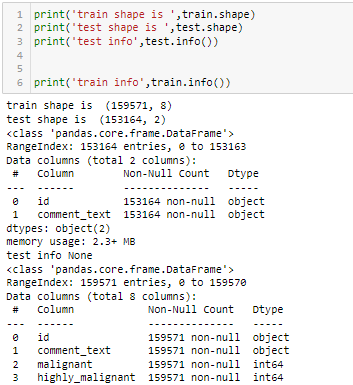 1 print('train shape is ',train.shape)
2 print('test shape is ',test.shape)
3 print('test info',test.info())
4
5
6 print('train info',train.info())
train shape is  (159571, 8)
test shape is  (153164, 2)
<class 'pandas.core.frame.DataFrame'>
RangeIndex: 153164 entries, 0 to 153163
Data columns (total 2 columns):
 #   Column        Non-Null Count   Dtype
---  ------        --------------   -----
 0   id            153164 non-null  object
 1   comment_text  153164 non-null  object
dtypes: object(2)
memory usage: 2.3+ MB
test info None
<class 'pandas.core.frame.DataFrame'>
RangeIndex: 159571 entries, 0 to 159570
Data columns (total 8 columns):
 #   Column            Non-Null Count   Dtype
---  ------            --------------   -----
 0   id                159571 non-null  object
 1   comment_text      159571 non-null  object
 2   malignant         159571 non-null  int64
 3   highly_malignant  159571 non-null  int64